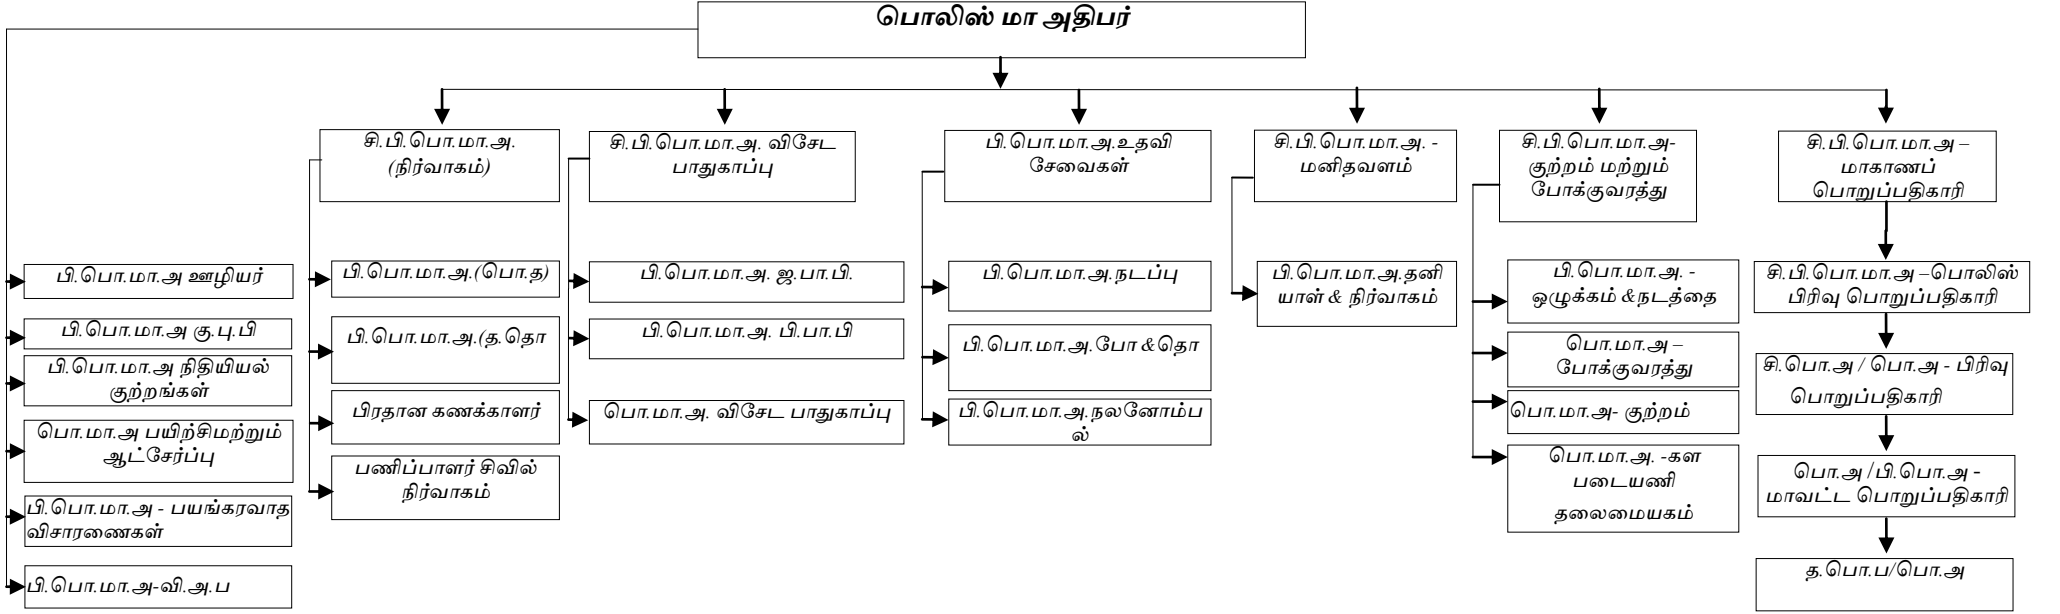 பொலிஸ் மா அதிபர்
சி.பி.பொ.மா.அ.
(நிர்வாகம்)
சி.பி.பொ.மா.அ. விசேட
பாதுகாப்பு
பி.பொ.மா.அ.உதவி
சேவைகள்
சி.பி.பொ.மா.அ. -
மனிதவளம்
சி.பி.பொ.மா.அ-
குற்றம் மற்றும்
போக்குவரத்து
சி.பி.பொ.மா.அ –
மாகாணப்
பொறுப்பதிகாரி
பி.பொ.மா.அ ஊழியர்
பி.பொ.மா.அ கு.பு.பி
பி.பொ.மா.அ நிதியியல்
குற்றங்கள்
பொ.மா.அ பயிற்சிமற்றும்
ஆட்சேர்ப்பு
பி.பொ.மா.அ - பயங்கரவாத
விசாரணைகள்
பி.பொ.மா.அ-வி.அ.ப
பி.பொ.மா.அ.(பொ.த)
பி.பொ.மா.அ.(த.தொ
பிரதான கணக்காளர்
பணிப்பாளர் சிவில்
நிர்வாகம்
பி.பொ.மா.அ. ஜ.பா.பி.
பி.பொ.மா.அ. பி.பா.பி
பொ.மா.அ. விசேட பாதுகாப்பு
பி.பொ.மா.அ.நடப்பு
பி.பொ.மா.அ.போ &தொ
பி.பொ.மா.அ.நலனோம்ப
ல்
பி.பொ.மா.அ.தனி
யாள் & நிர்வாகம்
பி.பொ.மா.அ. -
ஒழுக்கம் &நடத்தை
பொ.மா.அ –
போக்குவரத்து
பொ.மா.அ- குற்றம்
பொ.மா.அ. -கள
படையணி
தலைமையகம்
சி.பி.பொ.மா.அ –பொலிஸ்
பிரிவு பொறுப்பதிகாரி
சி.பொ.அ / பொ.அ - பிரிவு
பொறுப்பதிகாரி
பொ.அ /பி.பொ.அ -
மாவட்ட பொறுப்பதிகாரி
த.பொ.ப/பொ.அ